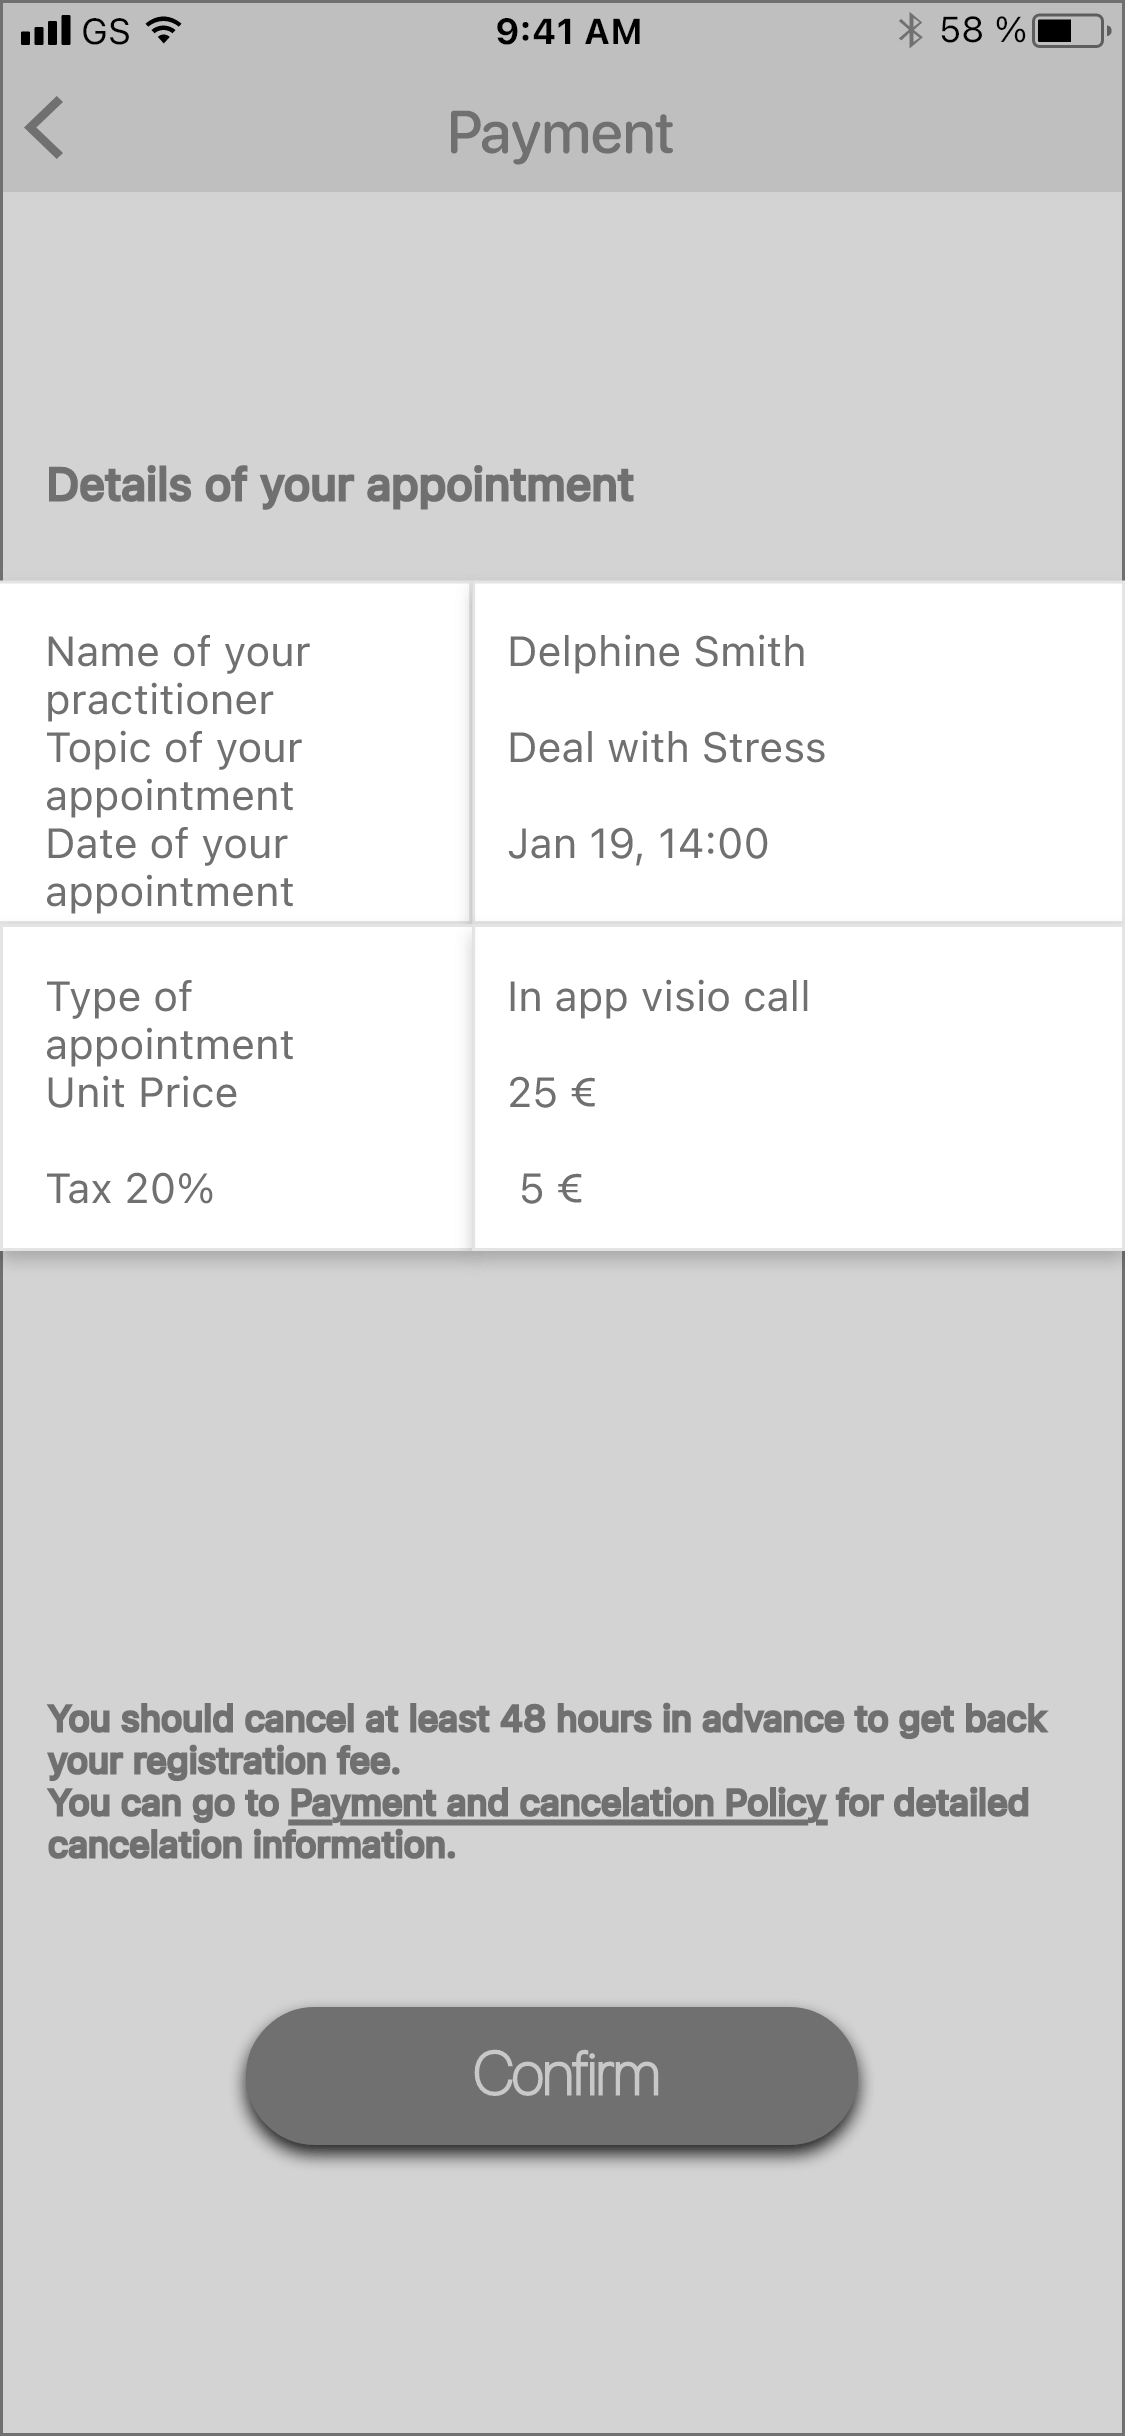 GS 9:41 AM 58 %
Payment
Details of your appointment
Name of your practitioner Delphine Smith
Topic of your appointment Deal with Stress
Date of your appointment Jan 19, 14:00
Type of appointment In app visio call
Unit Price 25 €
Tax 20% 5 €
You should cancel at least 48 hours in advance to get back
your registration fee.
You can go to Payment and cancelation Policy for detailed
cancelation information.
Confirm